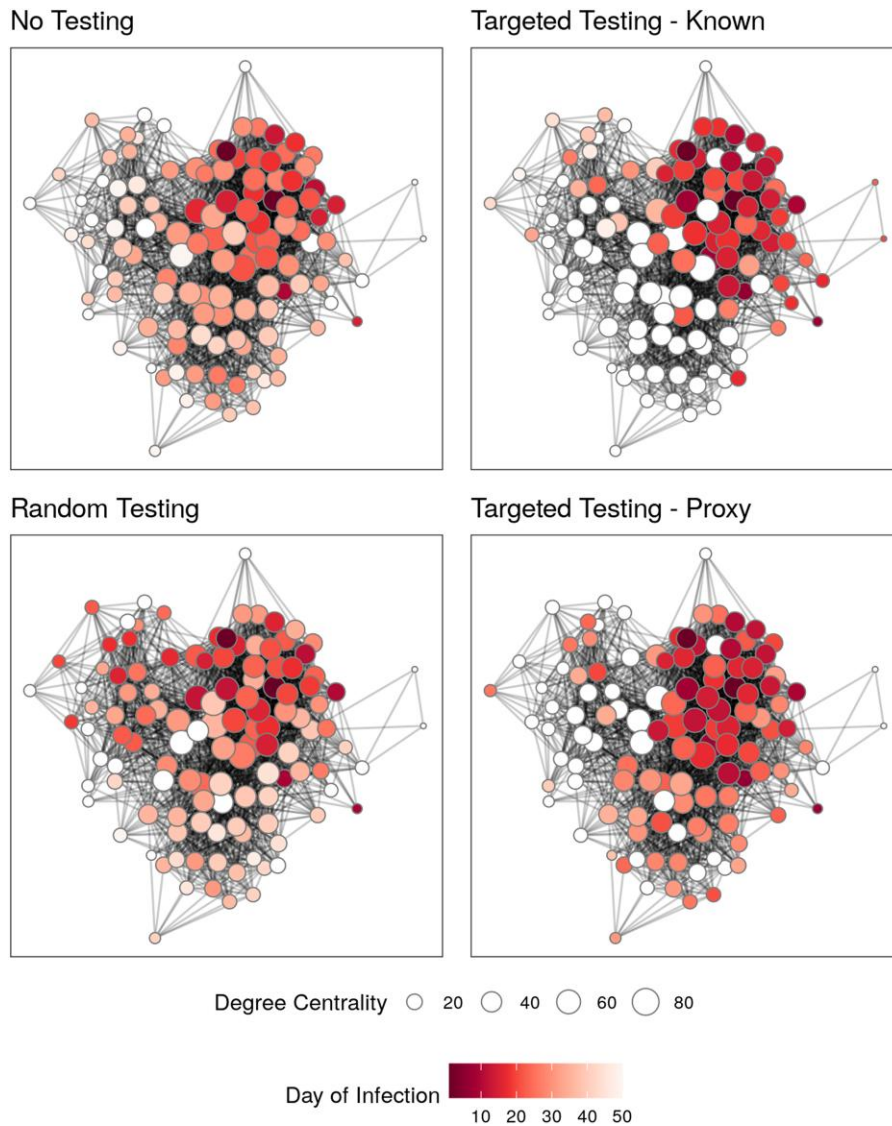 No Testing
Targeted Testing - Known
Random Testing
Targeted Testing - Proxy
Degree Centrality 20 40 60 80
Day of Infection
10 20 30 40 50